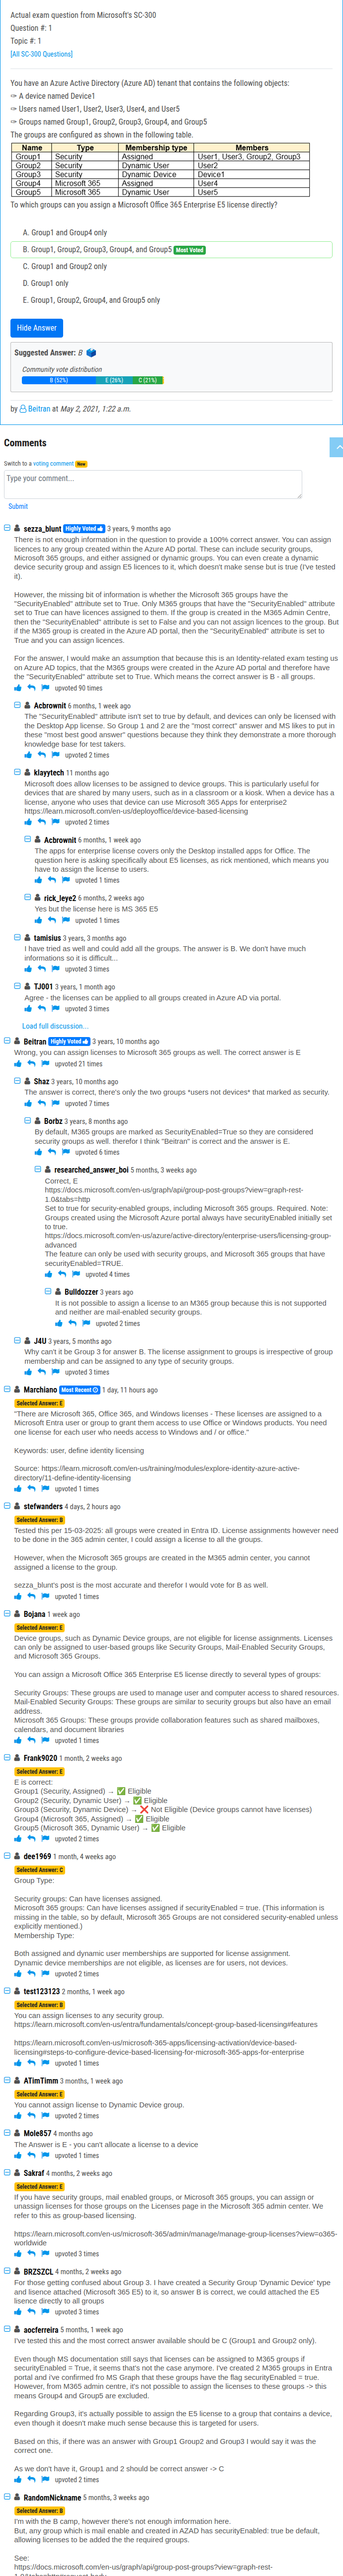 Actual exam question from Microsoft's SC-300
Question #: 1
Topic #: 1
[All SC-300 Questions]
You have an Azure Active Directory (Azure AD) tenant that contains the following objects:
✑ A device named Device1
✑ Users named User1, User2, User3, User4, and User5
✑ Groups named Group1, Group2, Group3, Group4, and Group5
The groups are configured as shown in the following table.
Name Type Membership type Members
Group1 Security Assigned User1, User3, Group2, Group3
Group2 Security Dynamic User User2
Group3 Security Dynamic Device Device1
Group4 Microsoft 365 Assigned User4
Group5 Microsoft 365 Dynamic User User5
To which groups can you assign a Microsoft Office 365 Enterprise E5 license directly?
A. Group1 and Group4 only
B. Group1, Group2, Group3, Group4, and Group5 Most Voted
C. Group1 and Group2 only
D. Group1 only
E. Group1, Group2, Group4, and Group5 only
Hide Answer
Suggested Answer: B
Community vote distribution
B (52%) E (26%) C (21%)
by Beitran at May 2, 2021, 1:22 a.m.
Comments
Switch to a voting comment New
Type your comment...
Submit
sezza_blunt Highly Voted 3 years, 9 months ago
There is not enough information in the question to provide a 100% correct answer. You can assign
licences to any group created within the Azure AD portal. These can include security groups,
Microsoft 365 groups, and either assigned or dynamic groups. You can even create a dynamic
device security group and assign E5 licences to it, which doesn't make sense but is true (I've tested
it).
However, the missing bit of information is whether the Microsoft 365 groups have the
"SecurityEnabled" attribute set to True. Only M365 groups that have the "SecurityEnabled" attribute
set to True can have licences assigned to them. If the group is created in the M365 Admin Centre,
then the "SecurityEnabled" attribute is set to False and you can not assign licences to the group. But
if the M365 group is created in the Azure AD portal, then the "SecurityEnabled" attribute is set to
True and you can assign licences.
For the answer, I would make an assumption that because this is an Identity-related exam testing us
on Azure AD topics, that the M365 groups were created in the Azure AD portal and therefore have
the "SecurityEnabled" attribute set to True. Which means the correct answer is B - all groups.
upvoted 90 times
Acbrownit 6 months, 1 week ago
The "SecurityEnabled" attribute isn't set to true by default, and devices can only be licensed with
the Desktop App license. So Group 1 and 2 are the "most correct" answer and MS likes to put in
these "most best good answer" questions because they think they demonstrate a more thorough
knowledge base for test takers.
upvoted 2 times
klayytech 11 months ago
Microsoft does allow licenses to be assigned to device groups. This is particularly useful for
devices that are shared by many users, such as in a classroom or a kiosk. When a device has a
license, anyone who uses that device can use Microsoft 365 Apps for enterprise2
https://learn.microsoft.com/en-us/deployoffice/device-based-licensing
upvoted 2 times
Acbrownit 6 months, 1 week ago
The apps for enterprise license covers only the Desktop installed apps for Office. The
question here is asking specifically about E5 licenses, as rick mentioned, which means you
have to assign the license to users.
upvoted 1 times
rick_leye2 6 months, 2 weeks ago
Yes but the license here is MS 365 E5
upvoted 1 times
tamisius 3 years, 3 months ago
I have tried as well and could add all the groups. The answer is B. We don't have much
informations so it is difficult...
upvoted 3 times
TJ001 3 years, 1 month ago
Agree - the licenses can be applied to all groups created in Azure AD via portal.
upvoted 3 times
Load full discussion...
Beitran Highly Voted 3 years, 10 months ago
Wrong, you can assign licenses to Microsoft 365 groups as well. The correct answer is E
upvoted 21 times
Shaz 3 years, 10 months ago
The answer is correct, there's only the two groups *users not devices* that marked as security.
upvoted 7 times
Borbz 3 years, 8 months ago
By default, M365 groups are marked as SecurityEnabled=True so they are considered
security groups as well. therefor I think "Beitran" is correct and the answer is E.
upvoted 6 times
researched_answer_boi 5 months, 3 weeks ago
Correct, E
https://docs.microsoft.com/en-us/graph/api/group-post-groups?view=graph-rest-
1.0&tabs=http
Set to true for security-enabled groups, including Microsoft 365 groups. Required. Note:
Groups created using the Microsoft Azure portal always have securityEnabled initially set
to true.
https://docs.microsoft.com/en-us/azure/active-directory/enterprise-users/licensing-group-
advanced
The feature can only be used with security groups, and Microsoft 365 groups that have
securityEnabled=TRUE.
upvoted 4 times
Bulldozzer 3 years ago
It is not possible to assign a license to an M365 group because this is not supported
and neither are mail-enabled security groups.
upvoted 2 times
J4U 3 years, 5 months ago
Why can't it be Group 3 for answer B. The license assignment to groups is irrespective of group
membership and can be assigned to any type of security groups.
upvoted 3 times
Marchiano Most Recent 1 day, 11 hours ago
Selected Answer: E
"There are Microsoft 365, Office 365, and Windows licenses - These licenses are assigned to a
Microsoft Entra user or group to grant them access to use Office or Windows products. You need
one license for each user who needs access to Windows and / or office."
Keywords: user, define identity licensing
Source: https://learn.microsoft.com/en-us/training/modules/explore-identity-azure-active-
directory/11-define-identity-licensing
upvoted 1 times
stefwanders 4 days, 2 hours ago
Selected Answer: B
Tested this per 15-03-2025: all groups were created in Entra ID. License assignments however need
to be done in the 365 admin center, I could assign a license to all the groups.
However, when the Microsoft 365 groups are created in the M365 admin center, you cannot
assigned a license to the group.
sezza_blunt's post is the most accurate and therefor I would vote for B as well.
upvoted 1 times
Bojana 1 week ago
Selected Answer: E
Device groups, such as Dynamic Device groups, are not eligible for license assignments. Licenses
can only be assigned to user-based groups like Security Groups, Mail-Enabled Security Groups,
and Microsoft 365 Groups.
You can assign a Microsoft Office 365 Enterprise E5 license directly to several types of groups:
Security Groups: These groups are used to manage user and computer access to shared resources.
Mail-Enabled Security Groups: These are similar to security groups but also have an email
address.
Microsoft 365 Groups: These groups provide collaboration features such as shared mailboxes,
calendars, and document libraries
upvoted 1 times
Frank9020 1 month, 2 weeks ago
Selected Answer: E
E is correct:
Group1 (Security, Assigned) → ✅ Eligible
Group2 (Security, Dynamic User) → ✅ Eligible
Group3 (Security, Dynamic Device) → ❌ Not Eligible (Device groups cannot have licenses)
Group4 (Microsoft 365, Assigned) → ✅ Eligible
Group5 (Microsoft 365, Dynamic User) → ✅ Eligible
upvoted 2 times
dee1969 1 month, 4 weeks ago
Selected Answer: C
Group Type:
Security groups: Can have licenses assigned.
Microsoft 365 groups: Can have licenses assigned if securityEnabled = true. (This information is
missing in the table, so by default, Microsoft 365 Groups are not considered security-enabled unless
explicitly mentioned.)
Membership Type:
Both assigned and dynamic user memberships are supported for license assignment.
Dynamic device memberships are not eligible, as licenses are for users, not devices.
upvoted 2 times
test123123 2 months, 1 week ago
Selected Answer: B
You can assign licenses to any security group.
https://learn.microsoft.com/en-us/entra/fundamentals/concept-group-based-licensing#features
https://learn.microsoft.com/en-us/microsoft-365-apps/licensing-activation/device-based-
licensing#steps-to-configure-device-based-licensing-for-microsoft-365-apps-for-enterprise
upvoted 1 times
ATimTimm 3 months, 1 week ago
Selected Answer: E
You cannot assign license to Dynamic Device group.
upvoted 2 times
Mole857 4 months ago
The Answer is E - you can't allocate a license to a device
upvoted 1 times
Sakraf 4 months, 2 weeks ago
Selected Answer: E
If you have security groups, mail enabled groups, or Microsoft 365 groups, you can assign or
unassign licenses for those groups on the Licenses page in the Microsoft 365 admin center. We
refer to this as group-based licensing.
https://learn.microsoft.com/en-us/microsoft-365/admin/manage/manage-group-licenses?view=o365-
worldwide
upvoted 3 times
BRZSZCL 4 months, 2 weeks ago
For those getting confused about Group 3. I have created a Security Group 'Dynamic Device' type
and lisence attached (Microsoft 365 E5) to it, so answer B is correct, we could attached the E5
lisence directly to all groups
upvoted 3 times
aocferreira 5 months, 1 week ago
I've tested this and the most correct answer available should be C (Group1 and Group2 only).
Even though MS documentation still says that licenses can be assigned to M365 groups if
securityEnabled = True, it seems that's not the case anymore. I've created 2 M365 groups in Entra
portal and i've confirmed from MS Graph that these groups have the flag securityEnabled = true.
However, from M365 admin centre, it's not possible to assign the licenses to these groups -> this
means Group4 and Group5 are excluded.
Regarding Group3, it's actually possible to assign the E5 license to a group that contains a device,
even though it doesn't make much sense because this is targeted for users.
Based on this, if there was an answer with Group1 Group2 and Group3 I would say it was the
correct one.
As we don't have it, Group1 and 2 should be correct answer -> C
upvoted 2 times
RandomNickname 5 months, 3 weeks ago
Selected Answer: B
I'm with the B camp, however there's not enough imformation here.
But, any group which is mail enable and created in AZAD has securityEnabled: true be default,
allowing licenses to be added the the required groups.
See:
https://docs.microsoft.com/en-us/graph/api/group-post-groups?view=graph-rest-